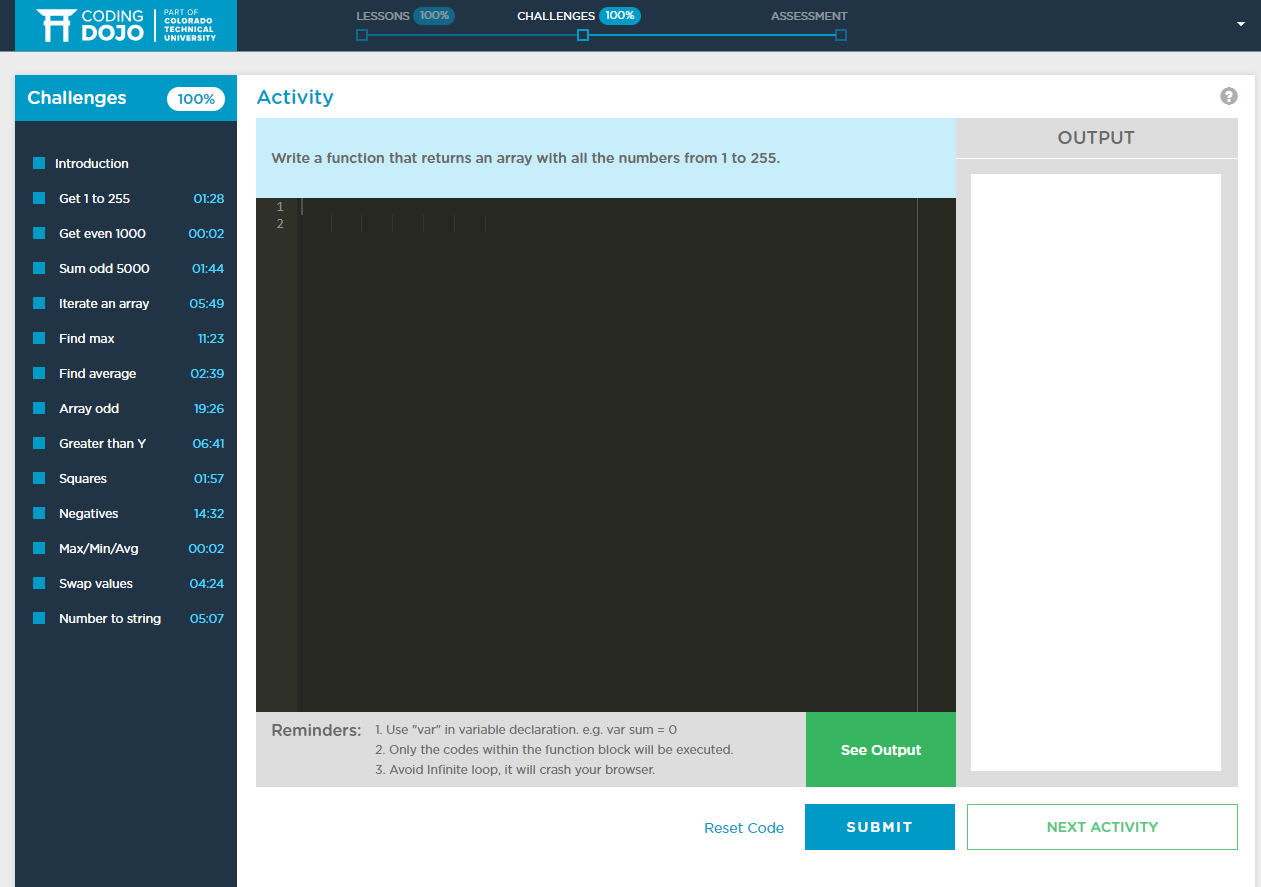 CODING
DOJO
PART OF
COLORADO
TECHNICAL
UNIVERSITY
LESSONS 100%
CHALLENGES 100%
ASSESSMENT
Challenges 100%
Introduction
Get 1 to 255 01:28
Get even 1000 00:02
Sum odd 5000 01:44
Iterate an array 05:49
Find max 11:23
Find average 02:39
Array odd 19:26
Greater than Y 06:41
Squares 01:57
Negatives 14:32
Max/Min/Avg 00:02
Swap values 04:24
Number to string 05:07
Activity
?
Write a function that returns an array with all the numbers from 1 to 255.
1
2
OUTPUT
Reminders:
1. Use "var" in variable declaration. e.g. var sum = 0
2. Only the codes within the function block will be executed.
3. Avoid Infinite loop, it will crash your browser.
See Output
Reset Code
SUBMIT
NEXT ACTIVITY